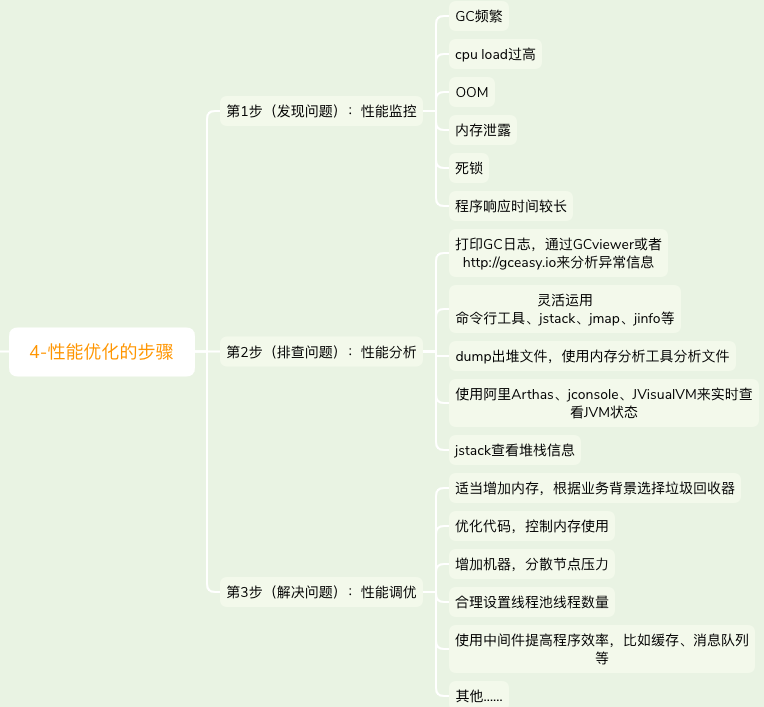 4-性能优化的步骤
第1步（发现问题）：性能监控
GC频繁
cpu load过高
OOM
内存泄露
死锁
程序响应时间较长
第2步（排查问题）：性能分析
打印GC日志，通过GCviewer或者
http://gceasy.io来分析异常信息
灵活运用
命令行工具、jstack、jmap、jinfo等
dump出堆文件，使用内存分析工具分析文件
使用阿里Arthas、jconsole、JVisualVM来实时查
看JVM状态
jstack查看堆栈信息
第3步（解决问题）：性能调优
适当增加内存，根据业务背景选择垃圾回收器
优化代码，控制内存使用
增加机器，分散节点压力
合理设置线程池线程数量
使用中间件提高程序效率，比如缓存、消息队列
等
其他......